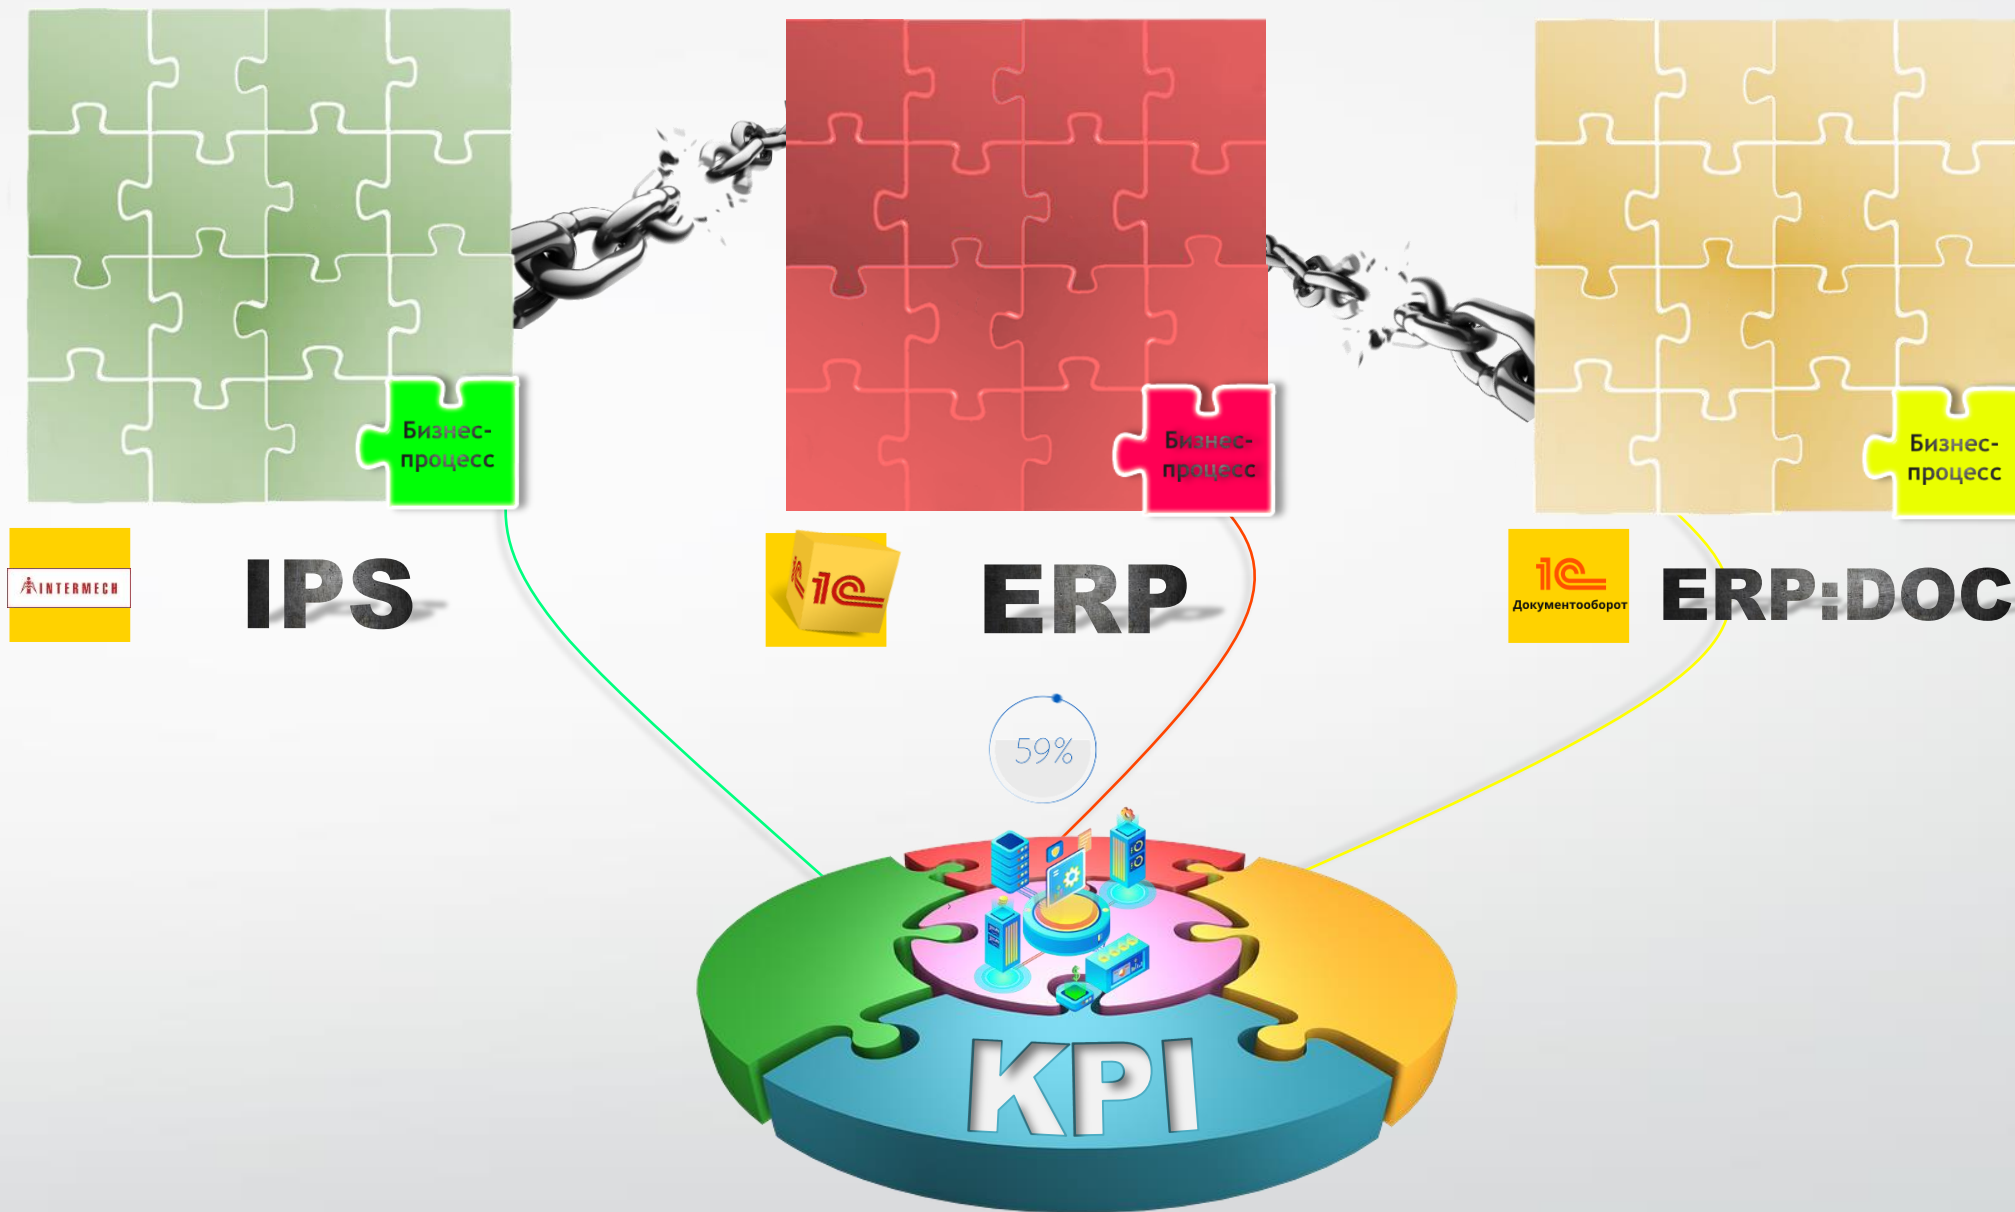 Бизнес-
процесс
Бизнес-
процесс
Бизнес-
процесс
INTERMECH
IPS
1С
ERP
1С
Документооборот
ERP:DOC
59%
KPI